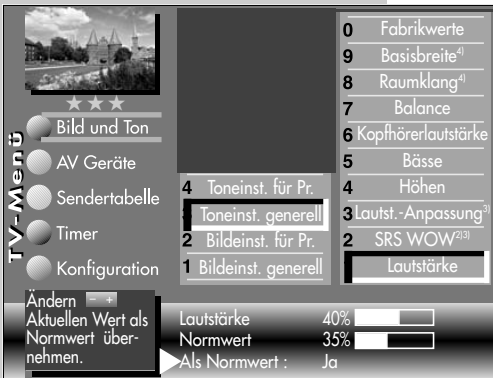 TV-Menü
Bild und Ton
AV Geräte
Sendertabelle
Timer
Konfiguration
4 Toneinst. für Pr.
3 Toneinst. generell
2 Bildeinst. für Pr.
1 Bildeinst. generell
0 Fabrikwerte
9 Basisbreite4)
8 Raumklang4)
7 Balance
6 Kopfhörerlautstärke
5 Bässe
4 Höhen
3 Lautst.-Anpassung3)
2 SRS WOW2)3)
Lautstärke
Ändern - +
Aktuellen Wert als
Normwert über-
nehmen.
Lautstärke 40%
Normwert 35%
Als Normwert : Ja